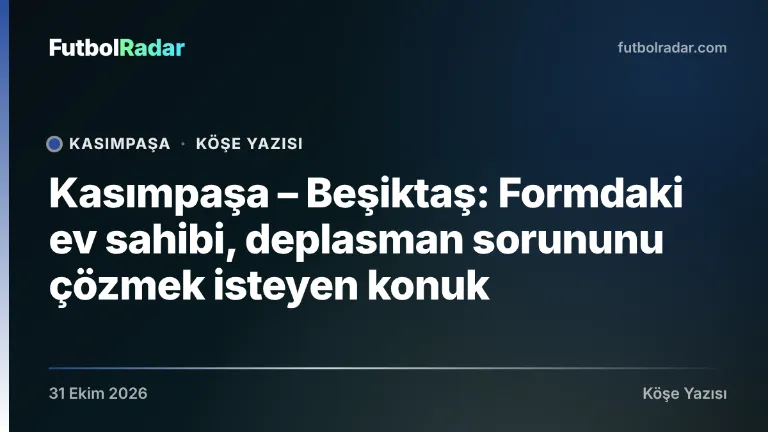 FutbolRadar
futbolradar.com
KASIMPAŞA · KÖŞE YAZISI
Kasımpaşa – Beşiktaş: Formdaki
ev sahibi, deplasman sorununu
çözmek isteyen konuk
31 Ekim 2026
Köşe Yazısı